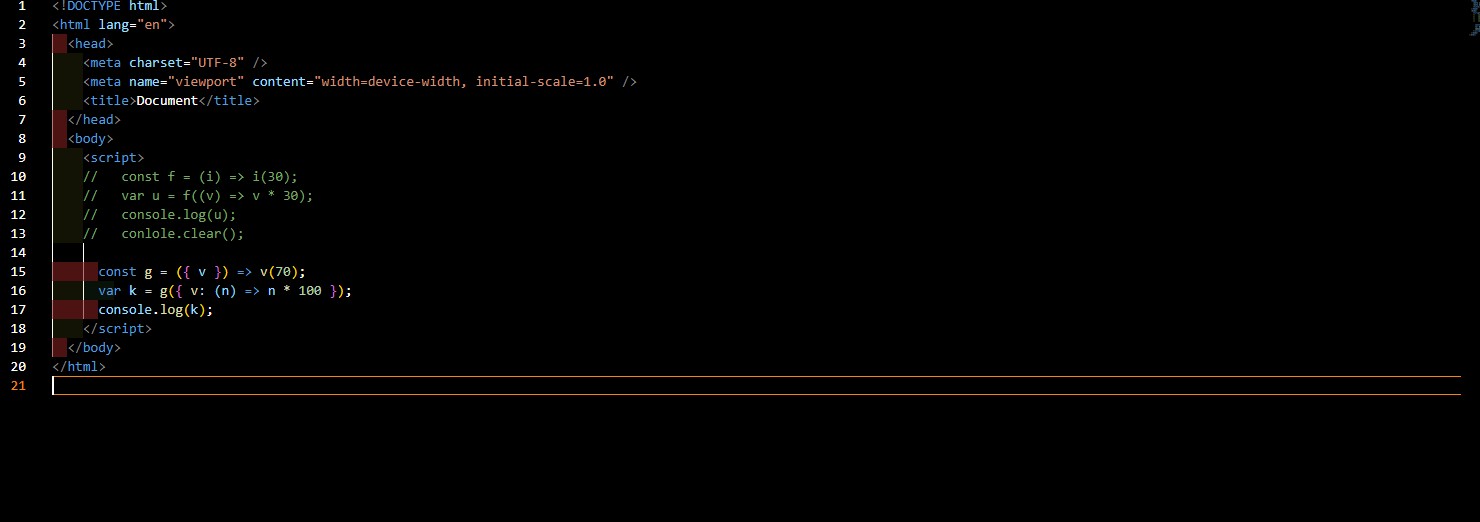 1 <!DOCTYPE html>
2 <html lang="en">
3 <head>
4 <meta charset="UTF-8" />
5 <meta name="viewport" content="width=device-width, initial-scale=1.0" />
6 <title>Document</title>
7 </head>
8 <body>
9 <script>
10 //   const f = (i) => i(30);
11 //   var u = f((v) => v * 30);
12 //   console.log(u);
13 //   conlole.clear();
14
15 const g = ({ v }) => v(70);
16 var k = g({ v: (n) => n * 100 });
17 console.log(k);
18 </script>
19 </body>
20 </html>
21